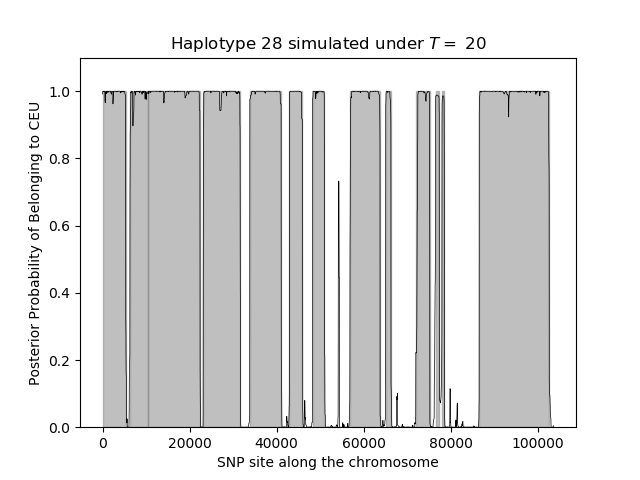 Haplotype 28 simulated under T = 20
Posterior Probability of Belonging to CEU
1.0
0.8
0.6
0.4
0.2
0.0
0 20000 40000 60000 80000 100000
SNP site along the chromosome